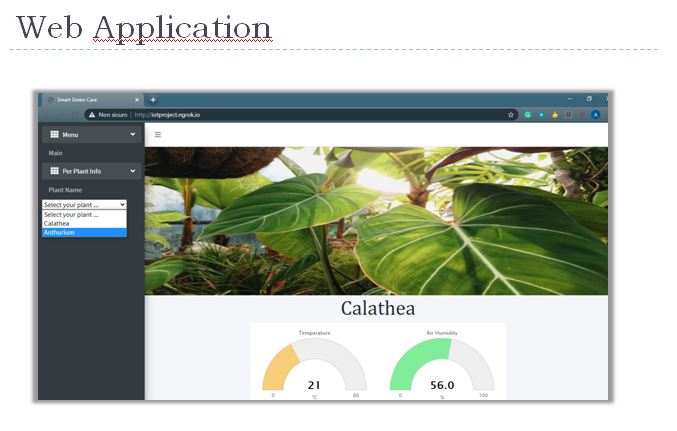 Web Application
Smart Green Care
Non sicuro | http://iotproject.ngrok.io
Menu
Main
Per Plant Info
Plant Name
Select your plant ...
Select your plant ...
Calathea
Anthurium
Calathea
Temperature
21
0 °C 60
Air Humidity
56.0
0 % 100